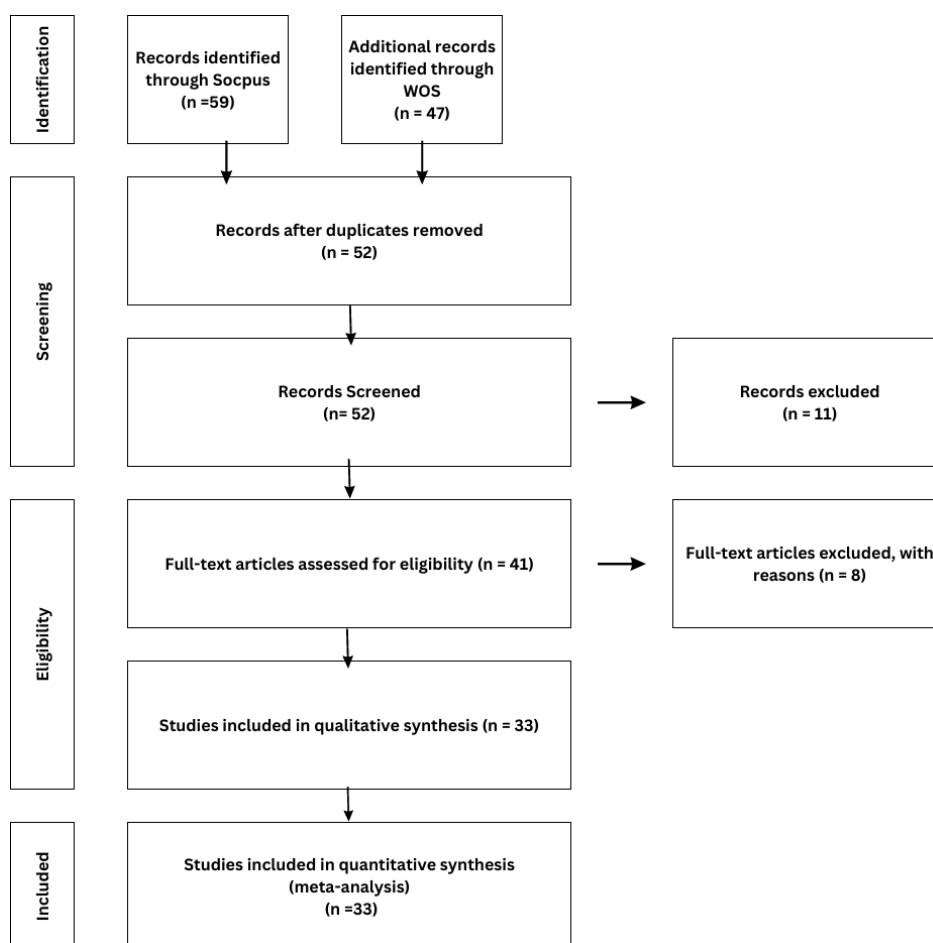 Identification
Records identified
through Socpus
(n =59)
Additional records
identified through
WOS
(n = 47)
Screening
Records after duplicates removed
(n = 52)
Records Screened
(n= 52)
Records excluded
(n = 11)
Eligibility
Full-text articles assessed for eligibility (n = 41)
Full-text articles excluded, with
reasons (n = 8)
Studies included in qualitative synthesis (n = 33)
Included
Studies included in quantitative synthesis
(meta-analysis)
(n =33)